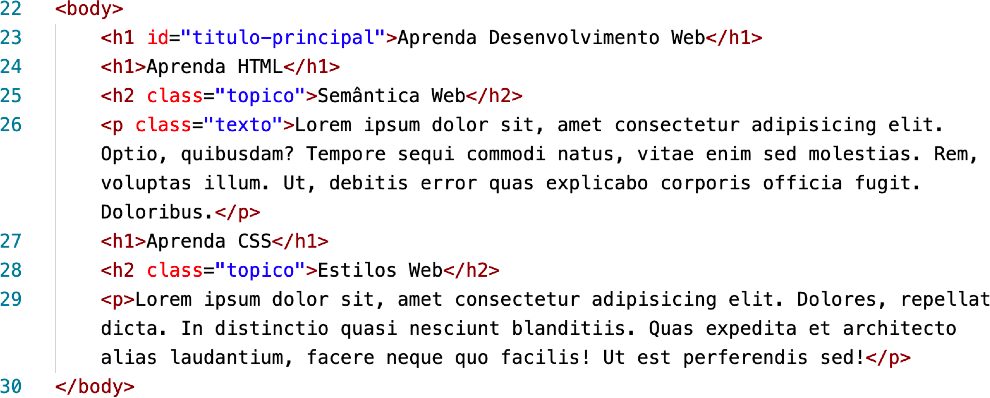 22 <body>
23 <h1 id="titulo-principal">Aprenda Desenvolvimento Web</h1>
24 <h1>Aprenda HTML</h1>
25 <h2 class="topico">Semântica Web</h2>
26 <p class="texto">Lorem ipsum dolor sit, amet consectetur adipisicing elit.
Optio, quibusdam? Tempore sequi commodi natus, vitae enim sed molestias. Rem,
voluptas illum. Ut, debitis error quas explicabo corporis officia fugit.
Doloribus.</p>
27 <h1>Aprenda CSS</h1>
28 <h2 class="topico">Estilos Web</h2>
29 <p>Lorem ipsum dolor sit, amet consectetur adipisicing elit. Dolores, repellat
dicta. In distinctio quasi nesciunt blanditiis. Quas expedita et architecto
alias laudantium, facere neque quo facilis! Ut est perferendis sed!</p>
30 </body>